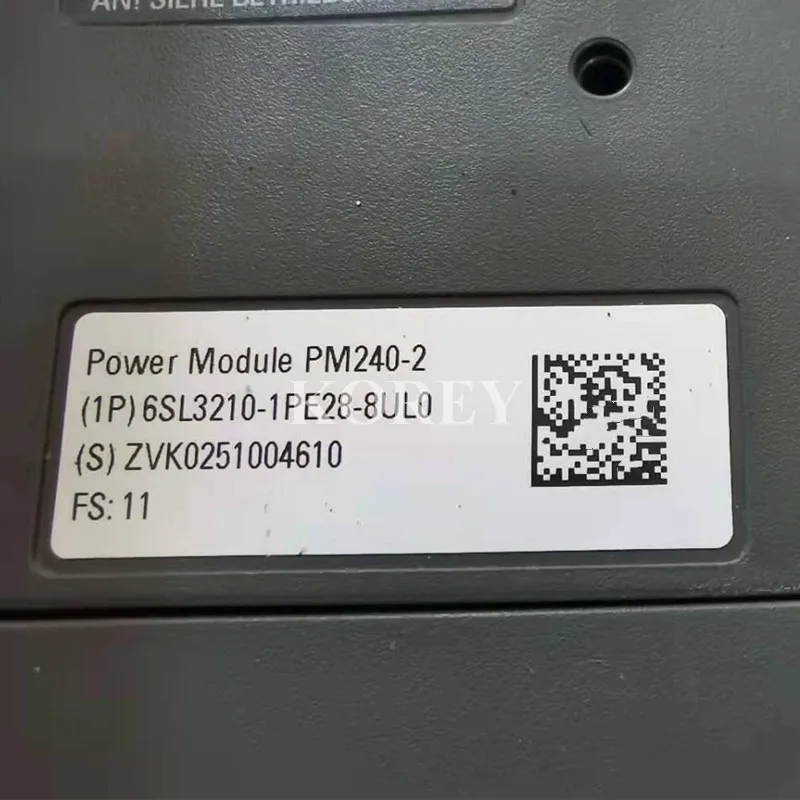 Power Module PM240-2
(1P) 6SL3210-1PE28-8UL0
(S) ZVK0251004610
FS: 11
KOREY